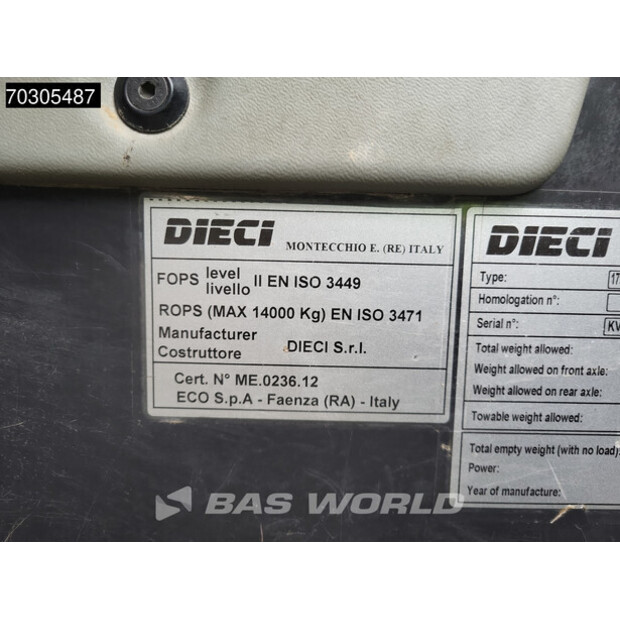 70305487
DIECI
MONTECCHIO E. (RE) ITALY
FOPS level livello II EN ISO 3449
ROPS (MAX 14000 Kg) EN ISO 3471
Manufacturer
Costruttore DIECI S.r.l.
Cert. N° ME.0236.12
ECO S.p.A - Faenza (RA) - Italy
DIECI
Type:
Homologation n°:
Serial n°:
Total weight allowed:
Weight allowed on front axle:
Weight allowed on rear axle:
Towable weight allowed:
Total empty weight (with no load):
Power:
Year of manufacture:
BAS WORLD